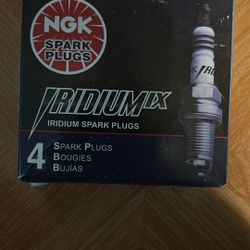 NGK
SPARK
PLUGS
IRIDIUM IX
IRIDIUM SPARK PLUGS
4
SPARK PLUGS
BOUGIES
BUJÍAS